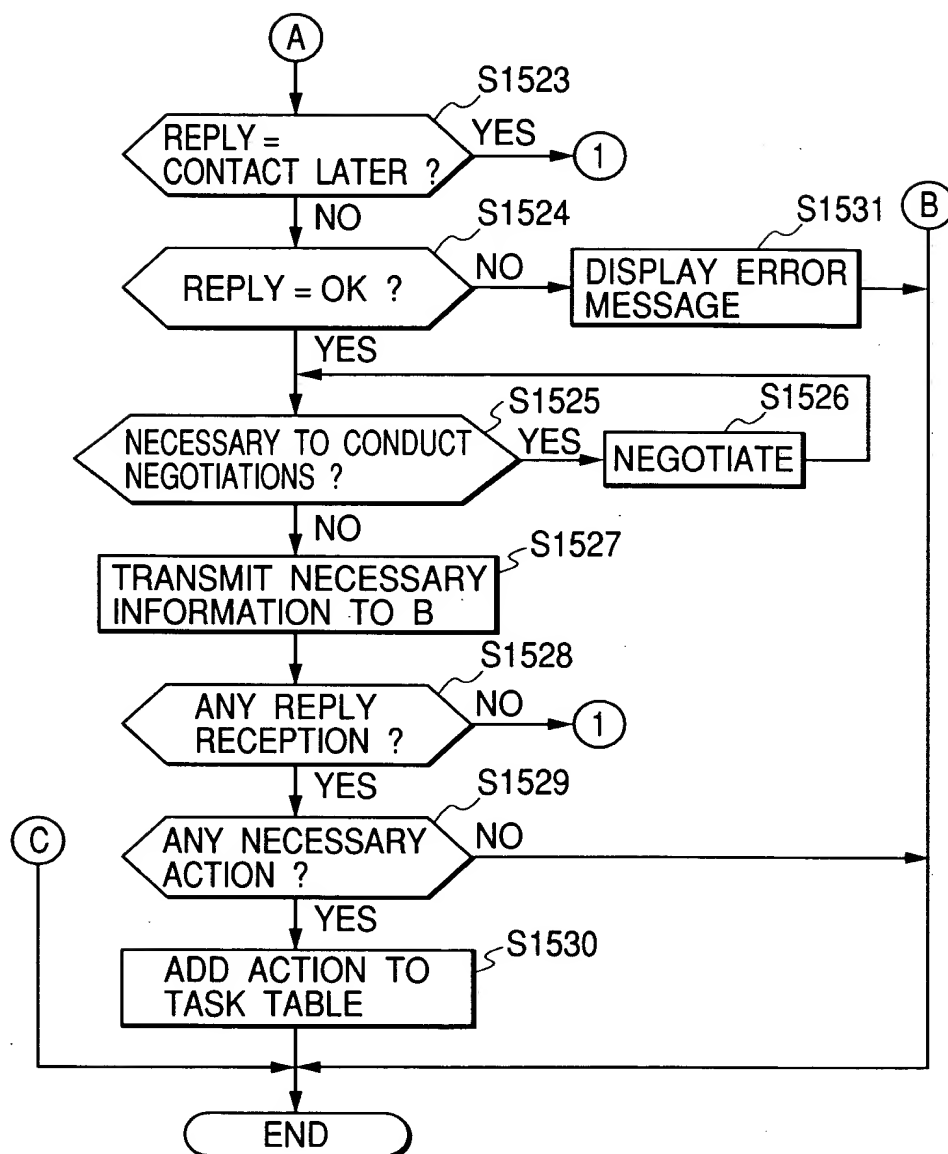 A
S1523
REPLY =
CONTACT LATER ?
YES
1
NO
S1524
S1531
B
REPLY = OK ?
NO
DISPLAY ERROR
MESSAGE
YES
S1525
S1526
NECESSARY TO CONDUCT
NEGOTIATIONS ?
YES
NEGOTIATE
NO
S1527
TRANSMIT NECESSARY
INFORMATION TO B
S1528
ANY REPLY
RECEPTION ?
NO
1
YES
S1529
C
ANY NECESSARY
ACTION ?
NO
YES
S1530
ADD ACTION TO
TASK TABLE
END